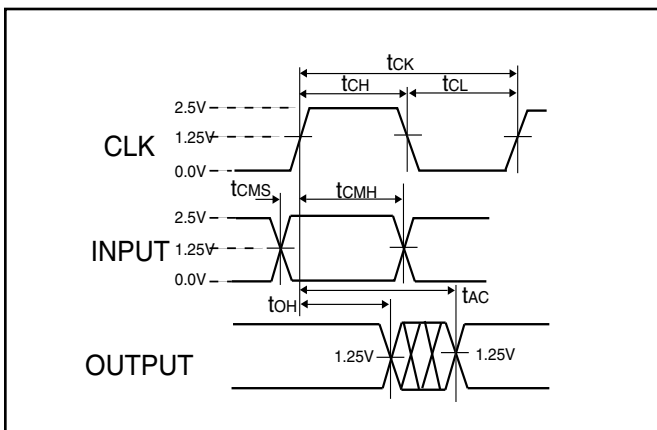 tCK
tCH tCL
2.5V
CLK 1.25V
0.0V
tCMS tCMH
2.5V
INPUT 1.25V
0.0V
tOH tAC
OUTPUT 1.25V 1.25V